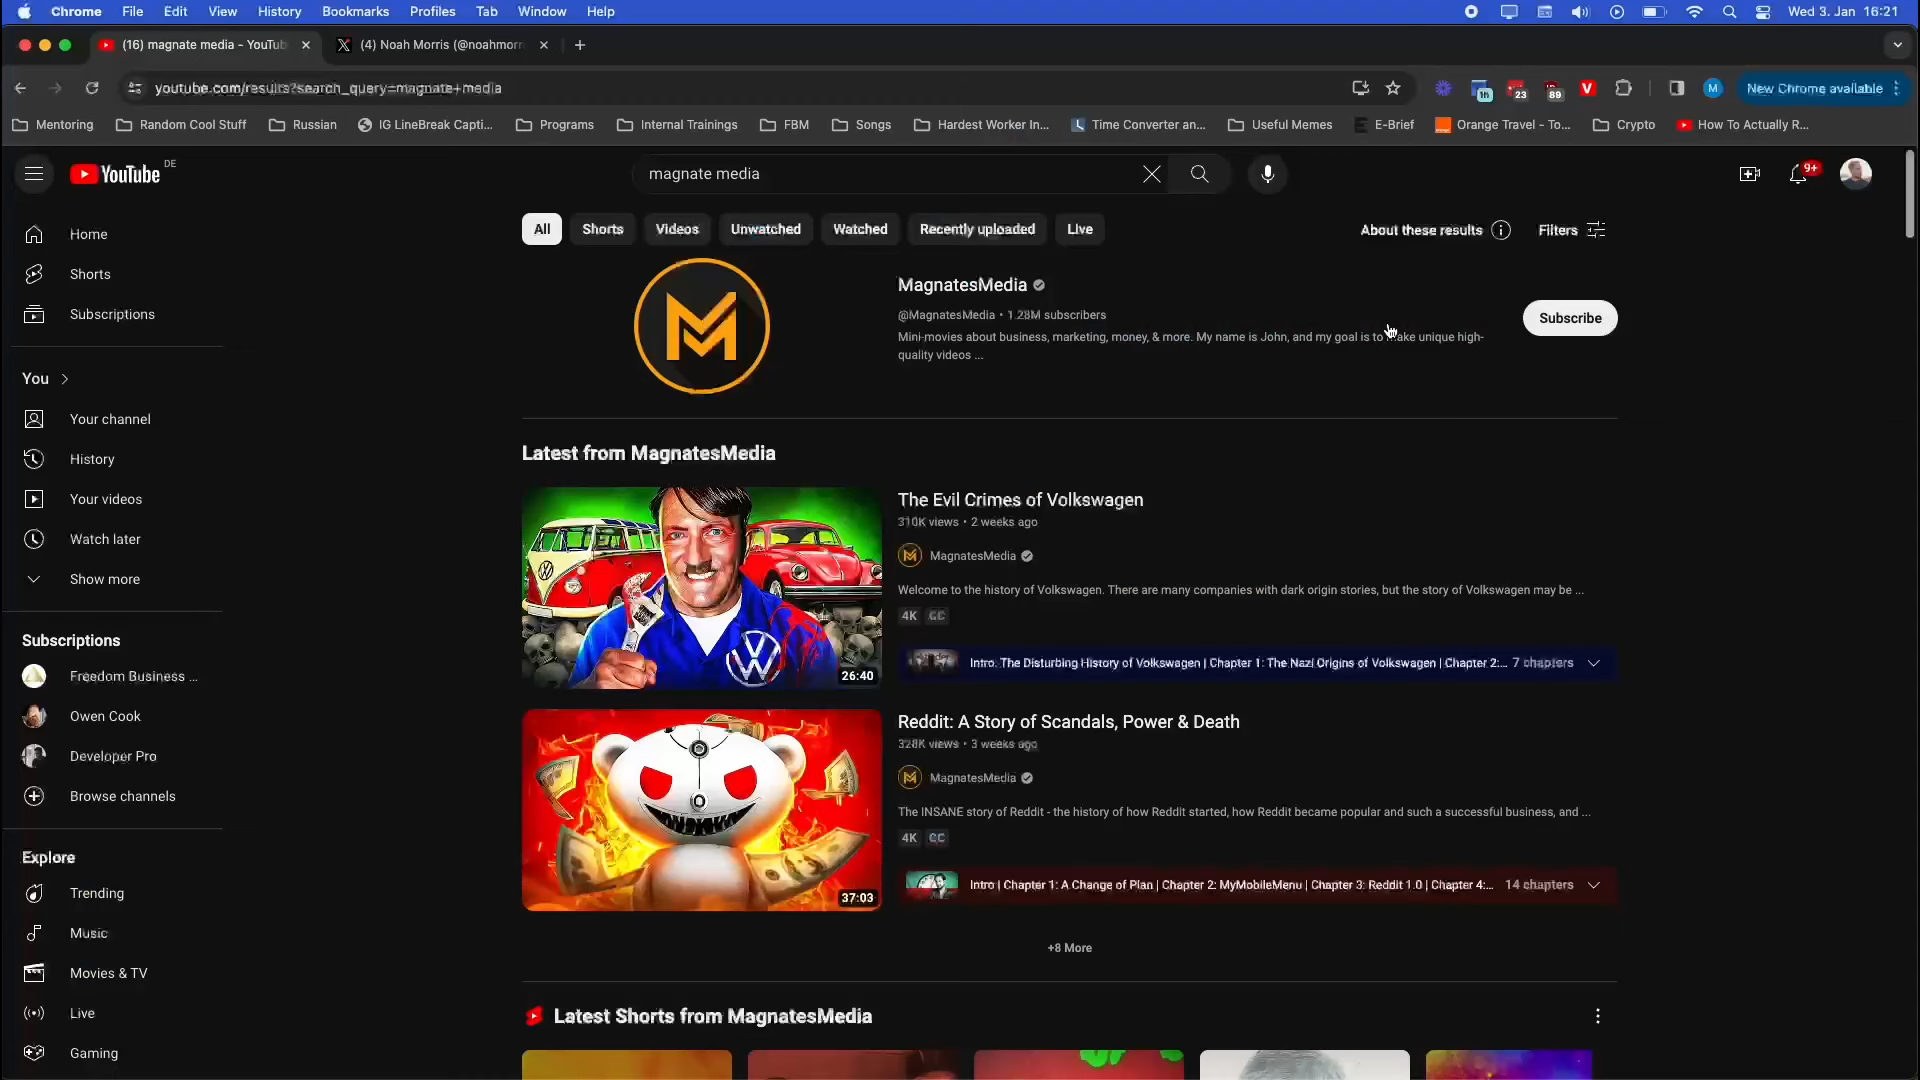 Chrome File Edit View History Bookmarks Profiles Tab Window Help Wed 3. Jan 16:21
(16) magnate media - YouTub (4) Noah Morris (@noahmorr
youtube.com/results?search_query=magnate+media 16 23 89 V M New Chrome available
Mentoring Random Cool Stuff Russian IG LineBreak Capti... Programs Internal Trainings FBM Songs Hardest Worker In... Time Converter an... Useful Memes E-Brief Orange Travel - To... Crypto How To Actually R...
YouTube DE magnate media 9+
All Shorts Videos Unwatched Watched Recently uploaded Live About these results Filters
Home
Shorts
Subscriptions
You
Your channel
History
Your videos
Watch later
Show more
Subscriptions
Freedom Business ...
Owen Cook
Developer Pro
Browse channels
Explore
Trending
Music
Movies & TV
Live
Gaming
MagnatesMedia
@MagnatesMedia • 1.28M subscribers
Mini-movies about business, marketing, money, & more. My name is John, and my goal is to make unique high-
quality videos ...
Subscribe
Latest from MagnatesMedia
26:40
The Evil Crimes of Volkswagen
310K views • 2 weeks ago
MagnatesMedia
Welcome to the history of Volkswagen. There are many companies with dark origin stories, but the story of Volkswagen may be ...
4K CC
Intro. The Disturbing History of Volkswagen | Chapter 1: The Nazi Origins of Volkswagen | Chapter 2:... 7 chapters
37:03
Reddit: A Story of Scandals, Power & Death
328K views • 3 weeks ago
MagnatesMedia
The INSANE story of Reddit - the history of how Reddit started, how Reddit became popular and such a successful business, and ...
4K CC
Intro | Chapter 1: A Change of Plan | Chapter 2: MyMobileMenu | Chapter 3: Reddit 1.0 | Chapter 4:... 14 chapters
+8 More
Latest Shorts from MagnatesMedia